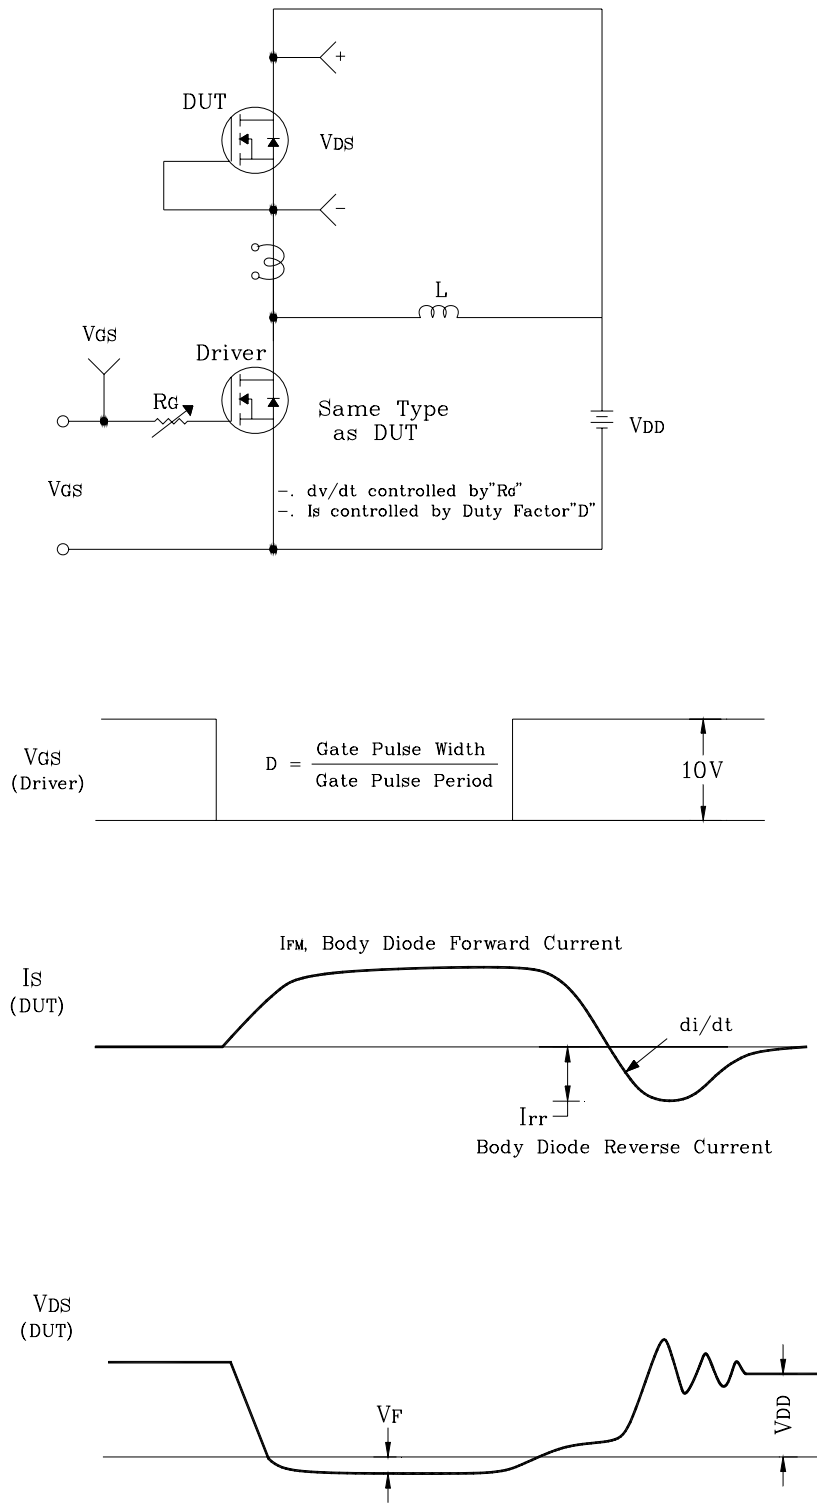 +
DUT
VDS
−
L
VGS
Driver
RG
Same Type
as DUT
VDD
VGS
−. dv/dt controlled by"RG"
−. Is controlled by Duty Factor"D"
VGS
(Driver)
D = Gate Pulse Width
Gate Pulse Period
10V
IFM, Body Diode Forward Current
IS
(DUT)
di/dt
Irr
Body Diode Reverse Current
VDS
(DUT)
VF
VDD